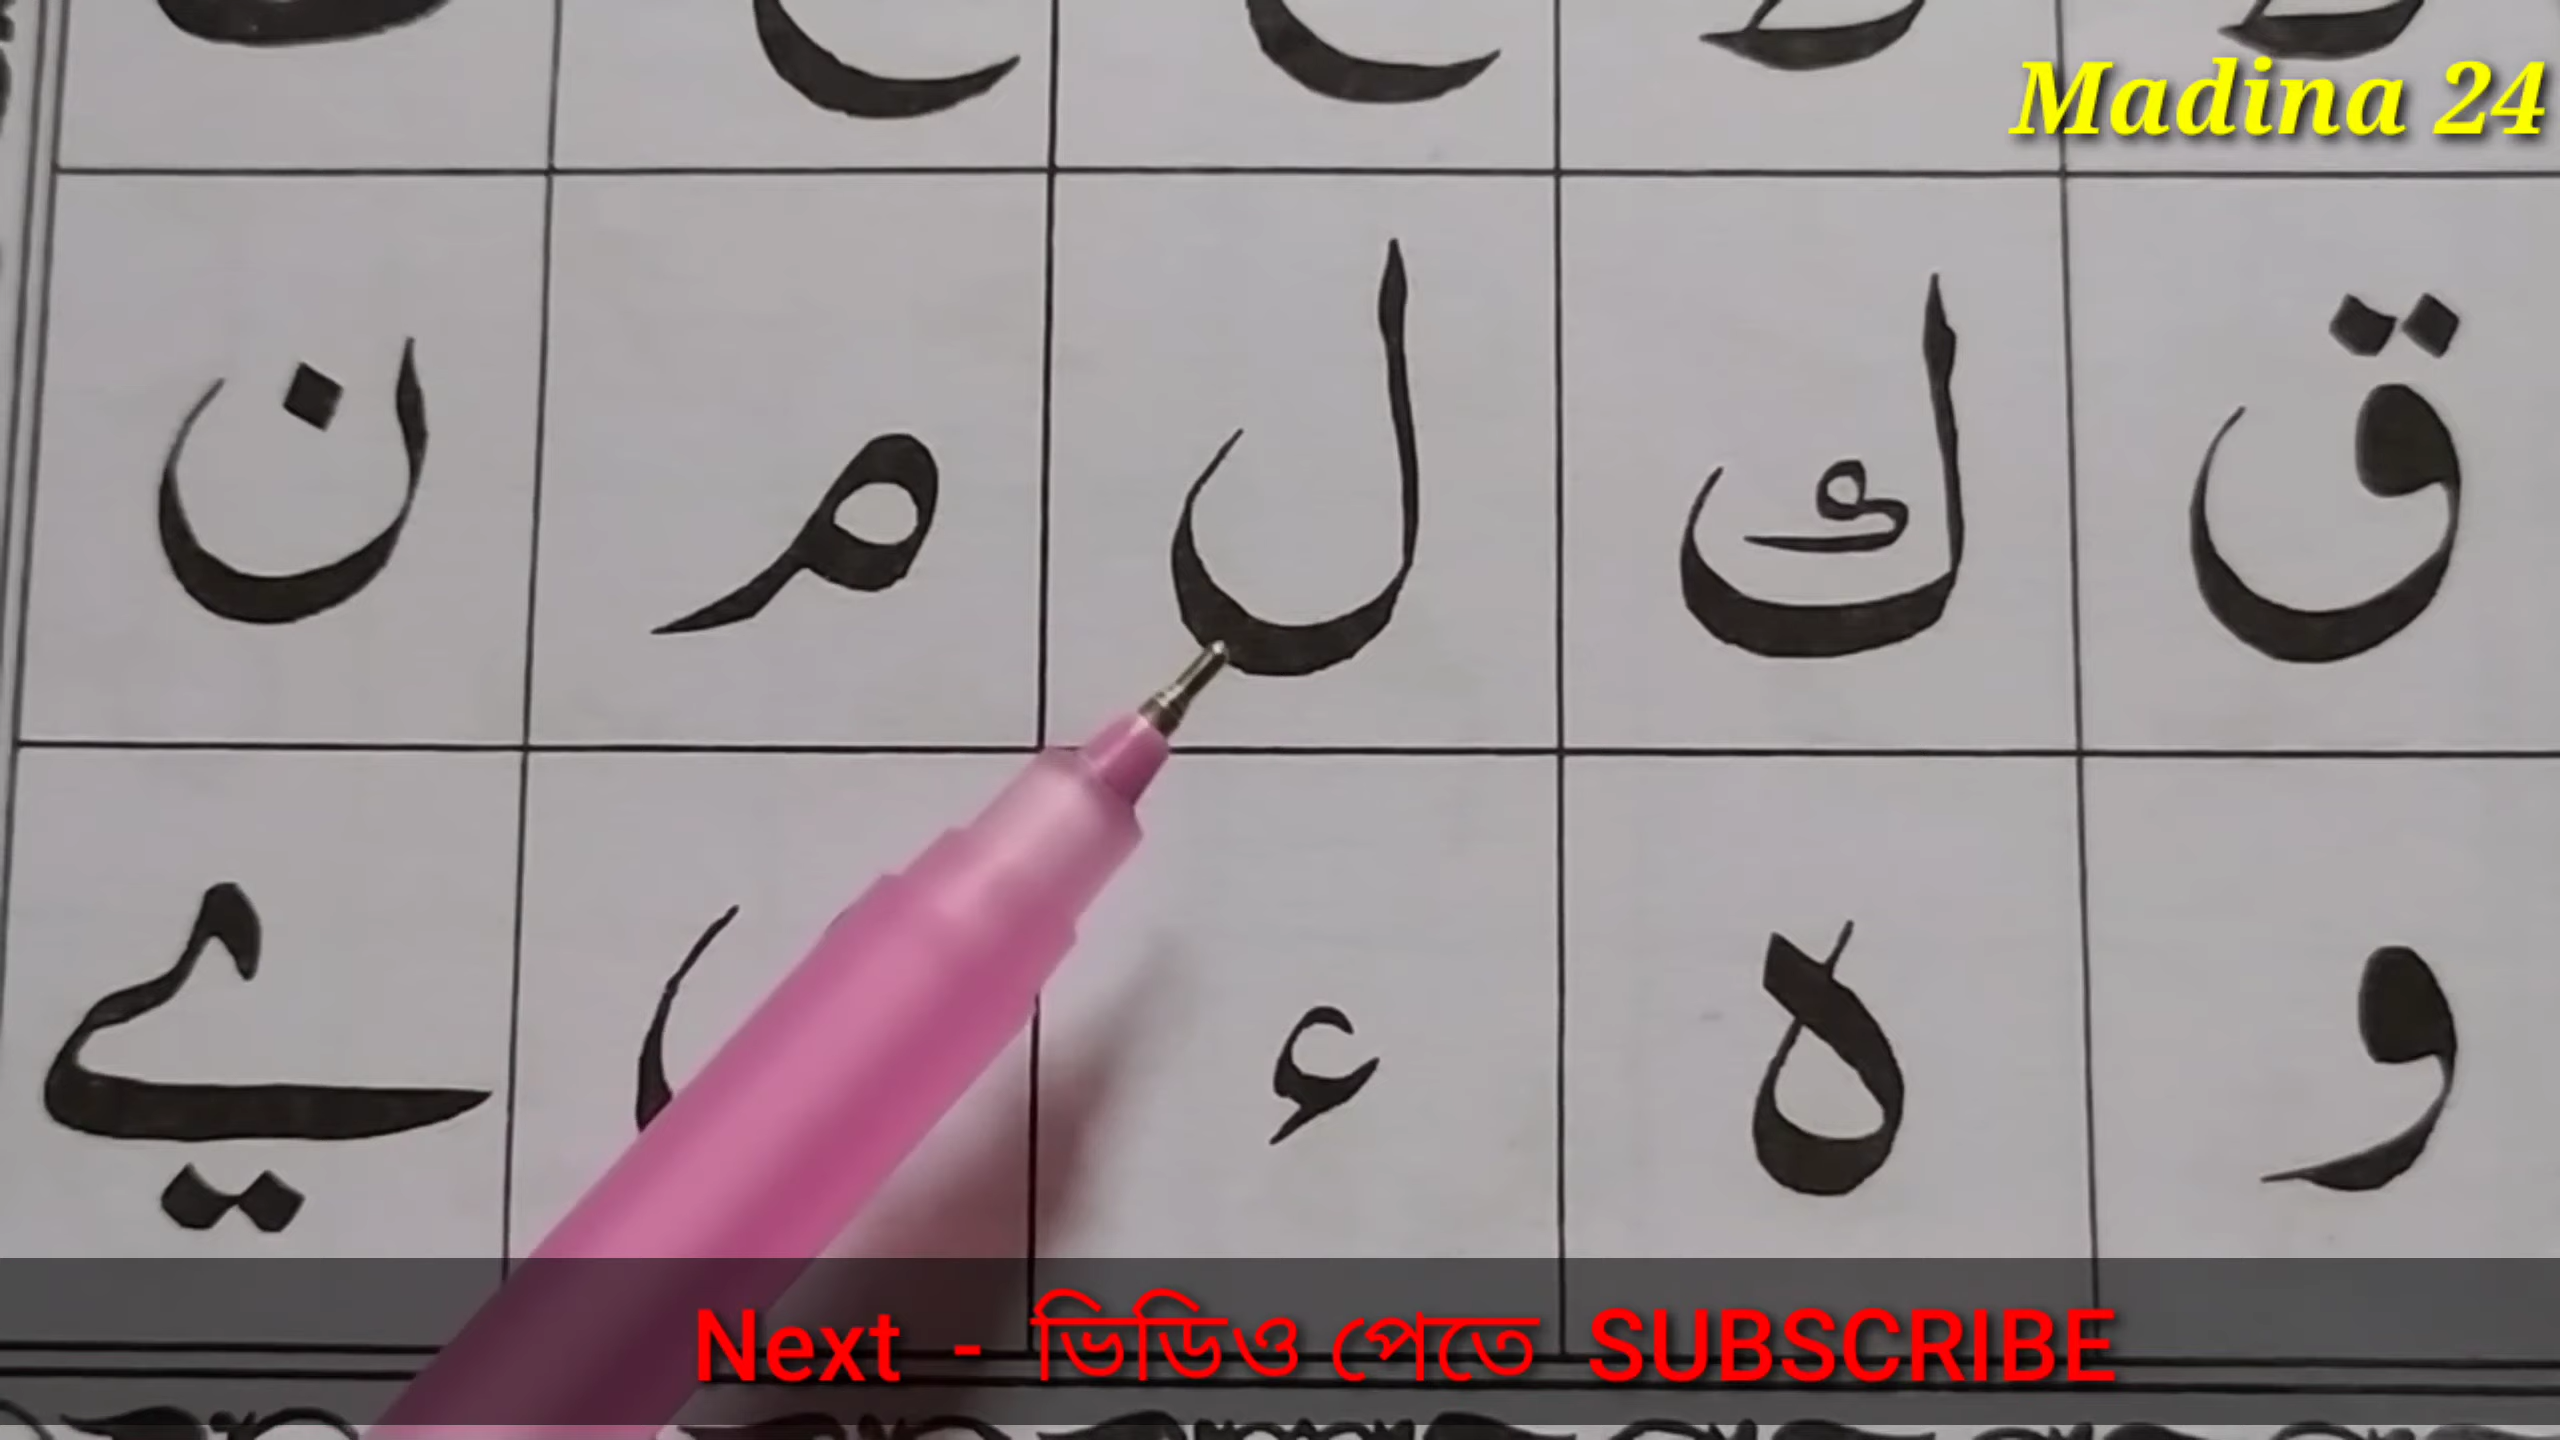 Madina 24
ق ك ل م ن
و ه ء ے
Next - ভিডিও পেতে SUBSCRIBE